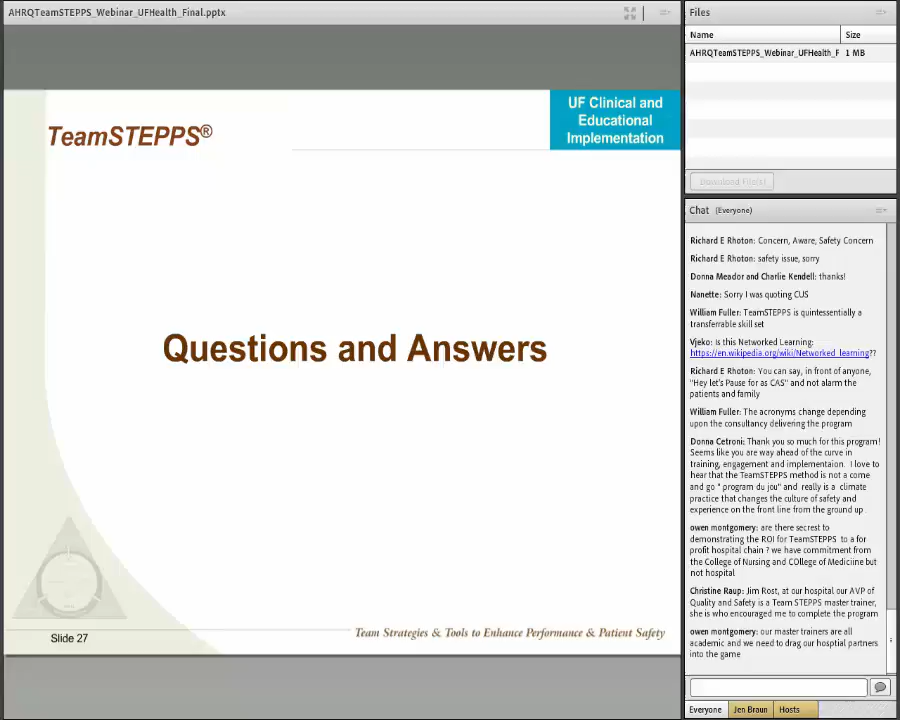 AHRQTeamSTEPPS_Webinar_UFHealth_Final.pptx
TeamSTEPPS®
UF Clinical and
Educational
Implementation
Questions and Answers
Slide 27
Team Strategies & Tools to Enhance Performance & Patient Safety
Files
Name Size
AHRQTeamSTEPPS_Webinar_UFHealth_F 1 MB
Download File(s)
Chat (Everyone)
Richard E Rhoton: Concern, Aware, Safety Concern
Richard E Rhoton: safety issue, sorry
Donna Meador and Charlie Kendell: thanks!
Nanette: Sorry I was quoting CUS
William Fuller: TeamSTEPPS is quintessentially a
transferrable skill set
Vjeko: is this Networked Learning:
https://en.wikipedia.org/wiki/Networked_learning??
Richard E Rhoton: You can say, in front of anyone,
"Hey let's Pause for as CAS" and not alarm the
patients and family
William Fuller: The acronyms change depending
upon the consultancy delivering the program
Donna Cetroni: Thank you so much for this program!
Seems like you are way ahead of the curve in
training, engagement and implementaion. I love to
hear that the TeamSTEPPS method is not a come
and go " program du jou" and really is a climate
practice that changes the culture of safety and
experience on the front line from the ground up .
owen montgomery: are there secrest to
demonstrating the ROI for TeamSTEPPS to a for
profit hospital chain ? we have commitment from
the College of Nursing and COllege of Mediciine but
not hospital
Christine Raup: Jim Rost, at our hospital our AVP of
Quality and Safety is a Team STEPPS master trainer,
she is who encouraged me to complete the program
owen montgomery: our master trainers are all
academic and we need to drag our hosptial partners
into the game
Everyone Jen Braun Hosts